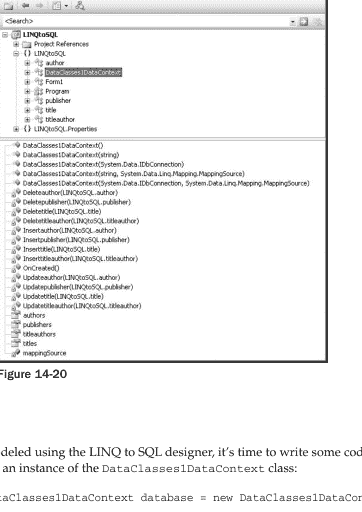 <Search>
LINQtoSQL
Project References
{} LINQtoSQL
author
DataClasses1DataContext
Form1
Program
publisher
title
titleauthor
{} LINQtoSQL.Properties
DataClasses1DataContext()
DataClasses1DataContext(string)
DataClasses1DataContext(System.Data.IDbConnection)
DataClasses1DataContext(string, System.Data.Linq.Mapping.MappingSource)
DataClasses1DataContext(System.Data.IDbConnection, System.Data.Linq.Mapping.MappingSource)
Deleteauthor(LINQtoSQL.author)
Deletepublisher(LINQtoSQL.publisher)
Deletetitle(LINQtoSQL.title)
Deletetitleauthor(LINQtoSQL.titleauthor)
Insertauthor(LINQtoSQL.author)
Insertpublisher(LINQtoSQL.publisher)
Inserttitle(LINQtoSQL.title)
Inserttitleauthor(LINQtoSQL.titleauthor)
OnCreated()
Updateauthor(LINQtoSQL.author)
Updatepublisher(LINQtoSQL.publisher)
Updatetitle(LINQtoSQL.title)
Updatetitleauthor(LINQtoSQL.titleauthor)
authors
publishers
titleauthors
titles
mappingSource
Figure 14-20
deled using the LINQ to SQL designer, it's time to write some cod
an instance of the DataClasses1DataContext class:
taClasses1DataContext database = new DataClasses1DataCon